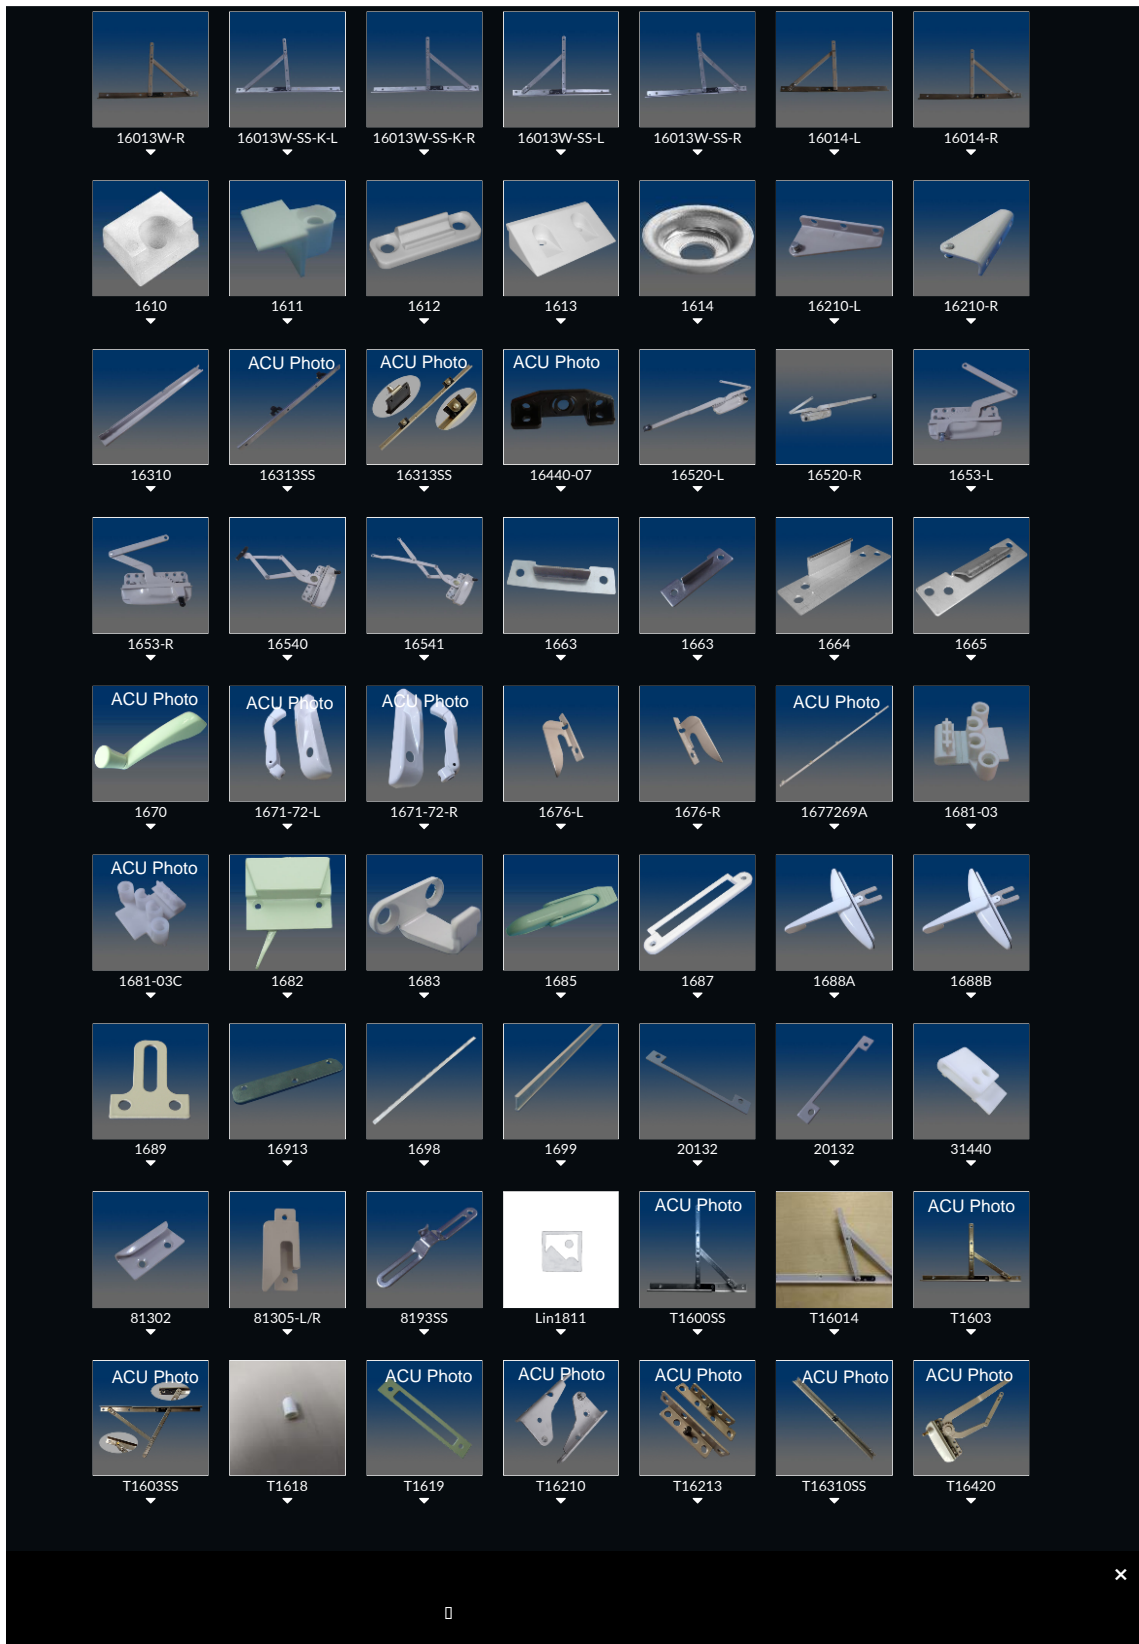 16013W-R 16013W-SS-K-L 16013W-SS-K-R 16013W-SS-L 16013W-SS-R 16014-L 16014-R
1610 1611 1612 1613 1614 16210-L 16210-R
ACU Photo ACU Photo ACU Photo
16310 16313SS 16313SS 16440-07 16520-L 16520-R 1653-L
1653-R 16540 16541 1663 1663 1664 1665
ACU Photo ACU Photo ACU Photo ACU Photo
1670 1671-72-L 1671-72-R 1676-L 1676-R 1677269A 1681-03
ACU Photo
1681-03C 1682 1683 1685 1687 1688A 1688B
1689 16913 1698 1699 20132 20132 31440
ACU Photo ACU Photo
81302 81305-L/R 8193SS Lin1811 T1600SS T16014 T1603
ACU Photo ACU Photo ACU Photo ACU Photo ACU Photo ACU Photo
T1603SS T1618 T1619 T16210 T16213 T16310SS T16420